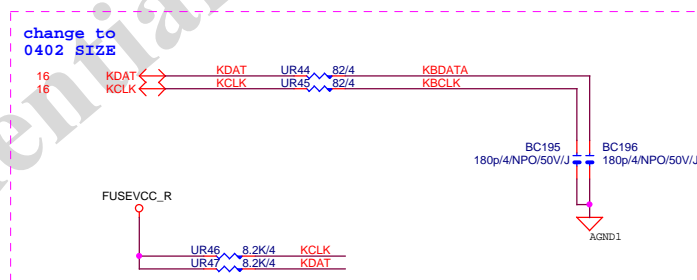 change to
0402 SIZE
16 KDAT KDAT UR44 82/4 KBDATA
16 KCLK KCLK UR45 82/4 KBCLK
BC195 BC196
180p/4/NPO/50V/J 180p/4/NPO/50V/J
FUSEVCC_R
AGND1
UR46 8.2K/4 KCLK
UR47 8.2K/4 KDAT